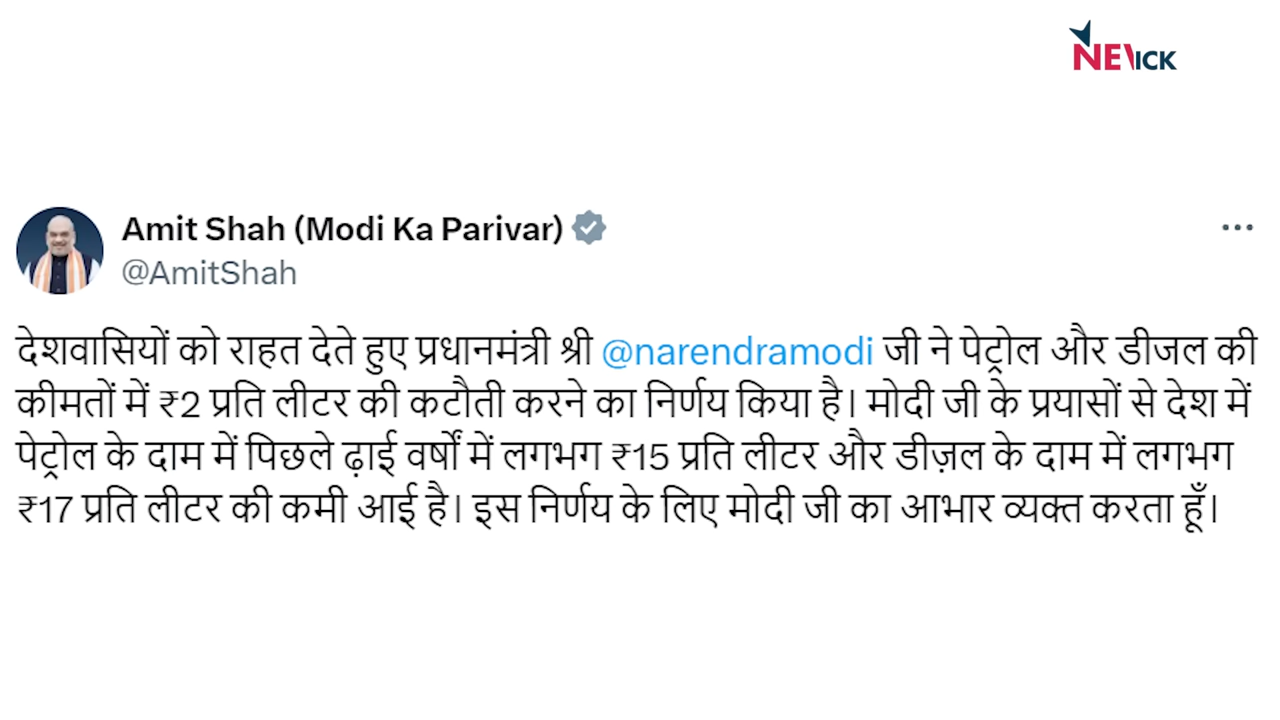 NEWICK
Amit Shah (Modi Ka Parivar)
@AmitShah
देशवासियों को राहत देते हुए प्रधानमंत्री श्री @narendramodi जी ने पेट्रोल और डीजल की
कीमतों में ₹2 प्रति लीटर की कटौती करने का निर्णय किया है। मोदी जी के प्रयासों से देश में
पेट्रोल के दाम में पिछले ढ़ाई वर्षों में लगभग ₹15 प्रति लीटर और डीज़ल के दाम में लगभग
₹17 प्रति लीटर की कमी आई है। इस निर्णय के लिए मोदी जी का आभार व्यक्त करता हूँ।